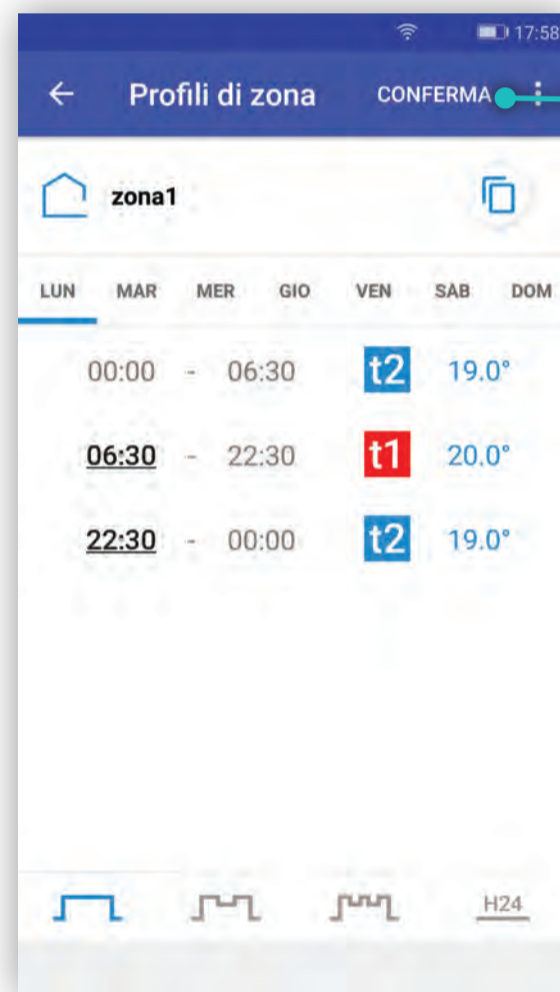 17:58
Profili di zona CONFERMA
zona1
LUN MAR MER GIO VEN SAB DOM
00:00 - 06:30 t2 19.0°
06:30 - 22:30 t1 20.0°
22:30 - 00:00 t2 19.0°
H24